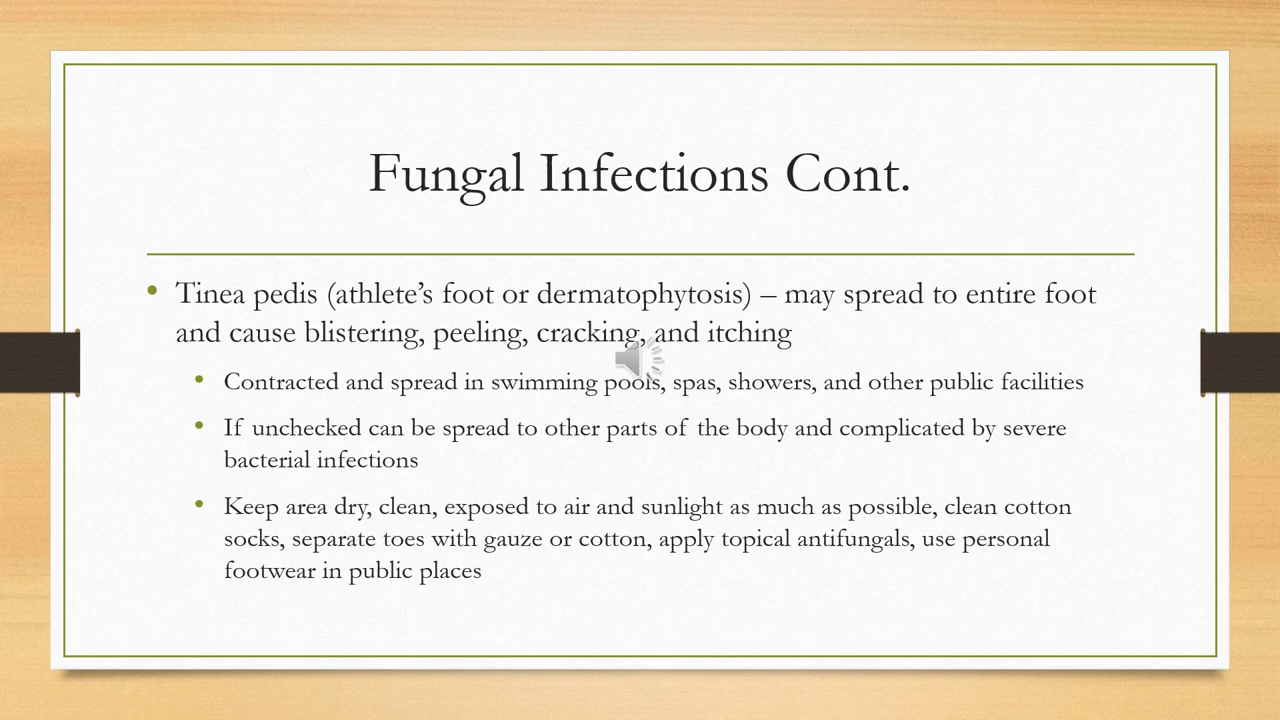 Fungal Infections Cont.
• Tinea pedis (athlete’s foot or dermatophytosis) – may spread to entire foot
and cause blistering, peeling, cracking, and itching
• Contracted and spread in swimming pools, spas, showers, and other public facilities
• If unchecked can be spread to other parts of the body and complicated by severe
bacterial infections
• Keep area dry, clean, exposed to air and sunlight as much as possible, clean cotton
socks, separate toes with gauze or cotton, apply topical antifungals, use personal
footwear in public places